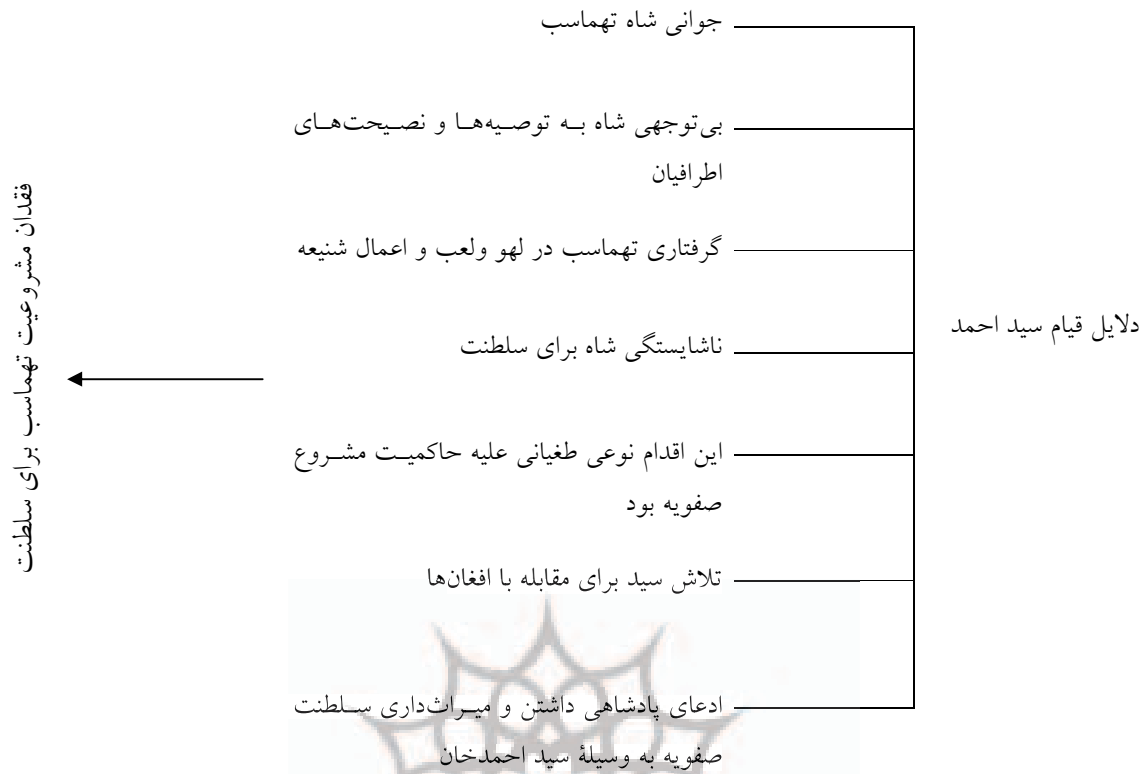 جوانی شاه تهماسب
بی‌توجهی شاه به توصیه‌ها و نصیحت‌های
اطرافیان
گرفتاری تهماسب در لهو ولعب و اعمال شنیعه
دلایل قیام سید احمد
ناشایستگی شاه برای سلطنت
این اقدام نوعی طغیانی علیه حاکمیت مشروع
صفویه بود
تلاش سید برای مقابله با افغان‌ها
ادعای پادشاهی داشتن و میراث‌داری سلطنت
صفویه به وسیلهٔ سید احمدخان
فقدان مشروعیت تهماسب برای سلطنت